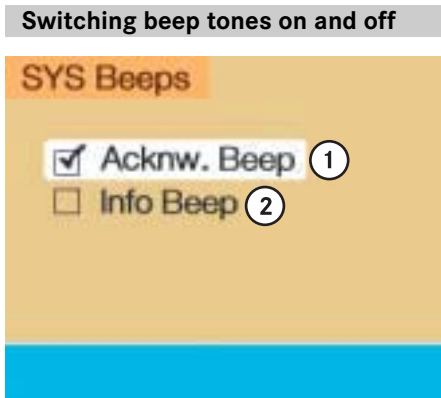 Switching beep tones on and off
SYS Beeps
Acknw. Beep 1
Info Beep 2